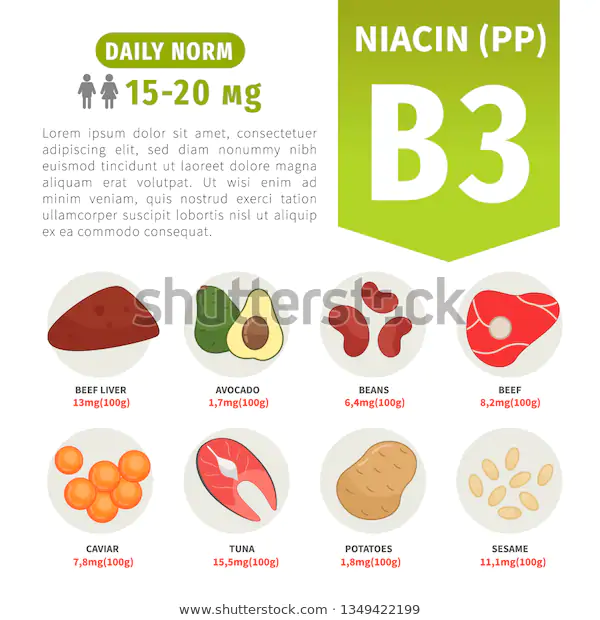 DAILY NORM
15-20 мg
NIACIN (PP)
B3
Lorem ipsum dolor sit amet, consectetuer
adipiscing elit, sed diam nonummy nibh
euismod tincidunt ut laoreet dolore magna
aliquam erat volutpat. Ut wisi enim ad
minim veniam, quis nostrud exerci tation
ullamcorper suscipit lobortis nisl ut aliquip
ex ea commodo consequat.
shutterstock
BEEF LIVER
13mg(100g)
AVOCADO
1,7mg(100g)
BEANS
6,4mg(100g)
BEEF
8,2mg(100g)
CAVIAR
7,8mg(100g)
TUNA
15,5mg(100g)
POTATOES
1,8mg(100g)
SESAME
11,1mg(100g)
www.shutterstock.com · 1349422199